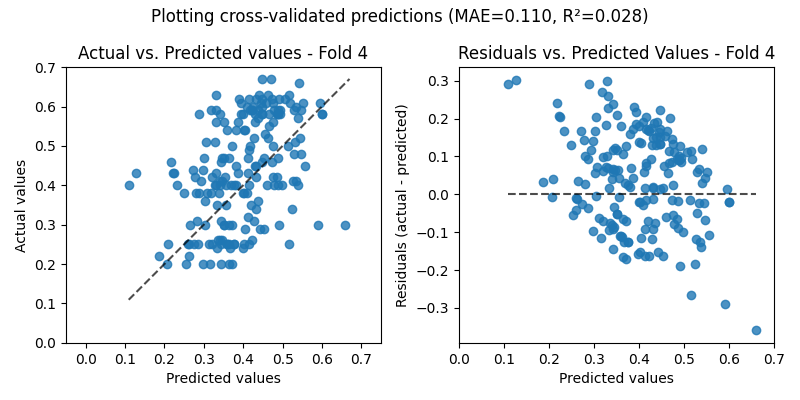 Plotting cross-validated predictions (MAE=0.110, R²=0.028)
Actual vs. Predicted values - Fold 4
0.7
0.6
0.5
0.4
0.3
0.2
0.1
0.0
Actual values
0.0 0.1 0.2 0.3 0.4 0.5 0.6 0.7
Predicted values
Residuals vs. Predicted Values - Fold 4
0.3
0.2
0.1
0.0
−0.1
−0.2
−0.3
Residuals (actual - predicted)
0.0 0.1 0.2 0.3 0.4 0.5 0.6 0.7
Predicted values